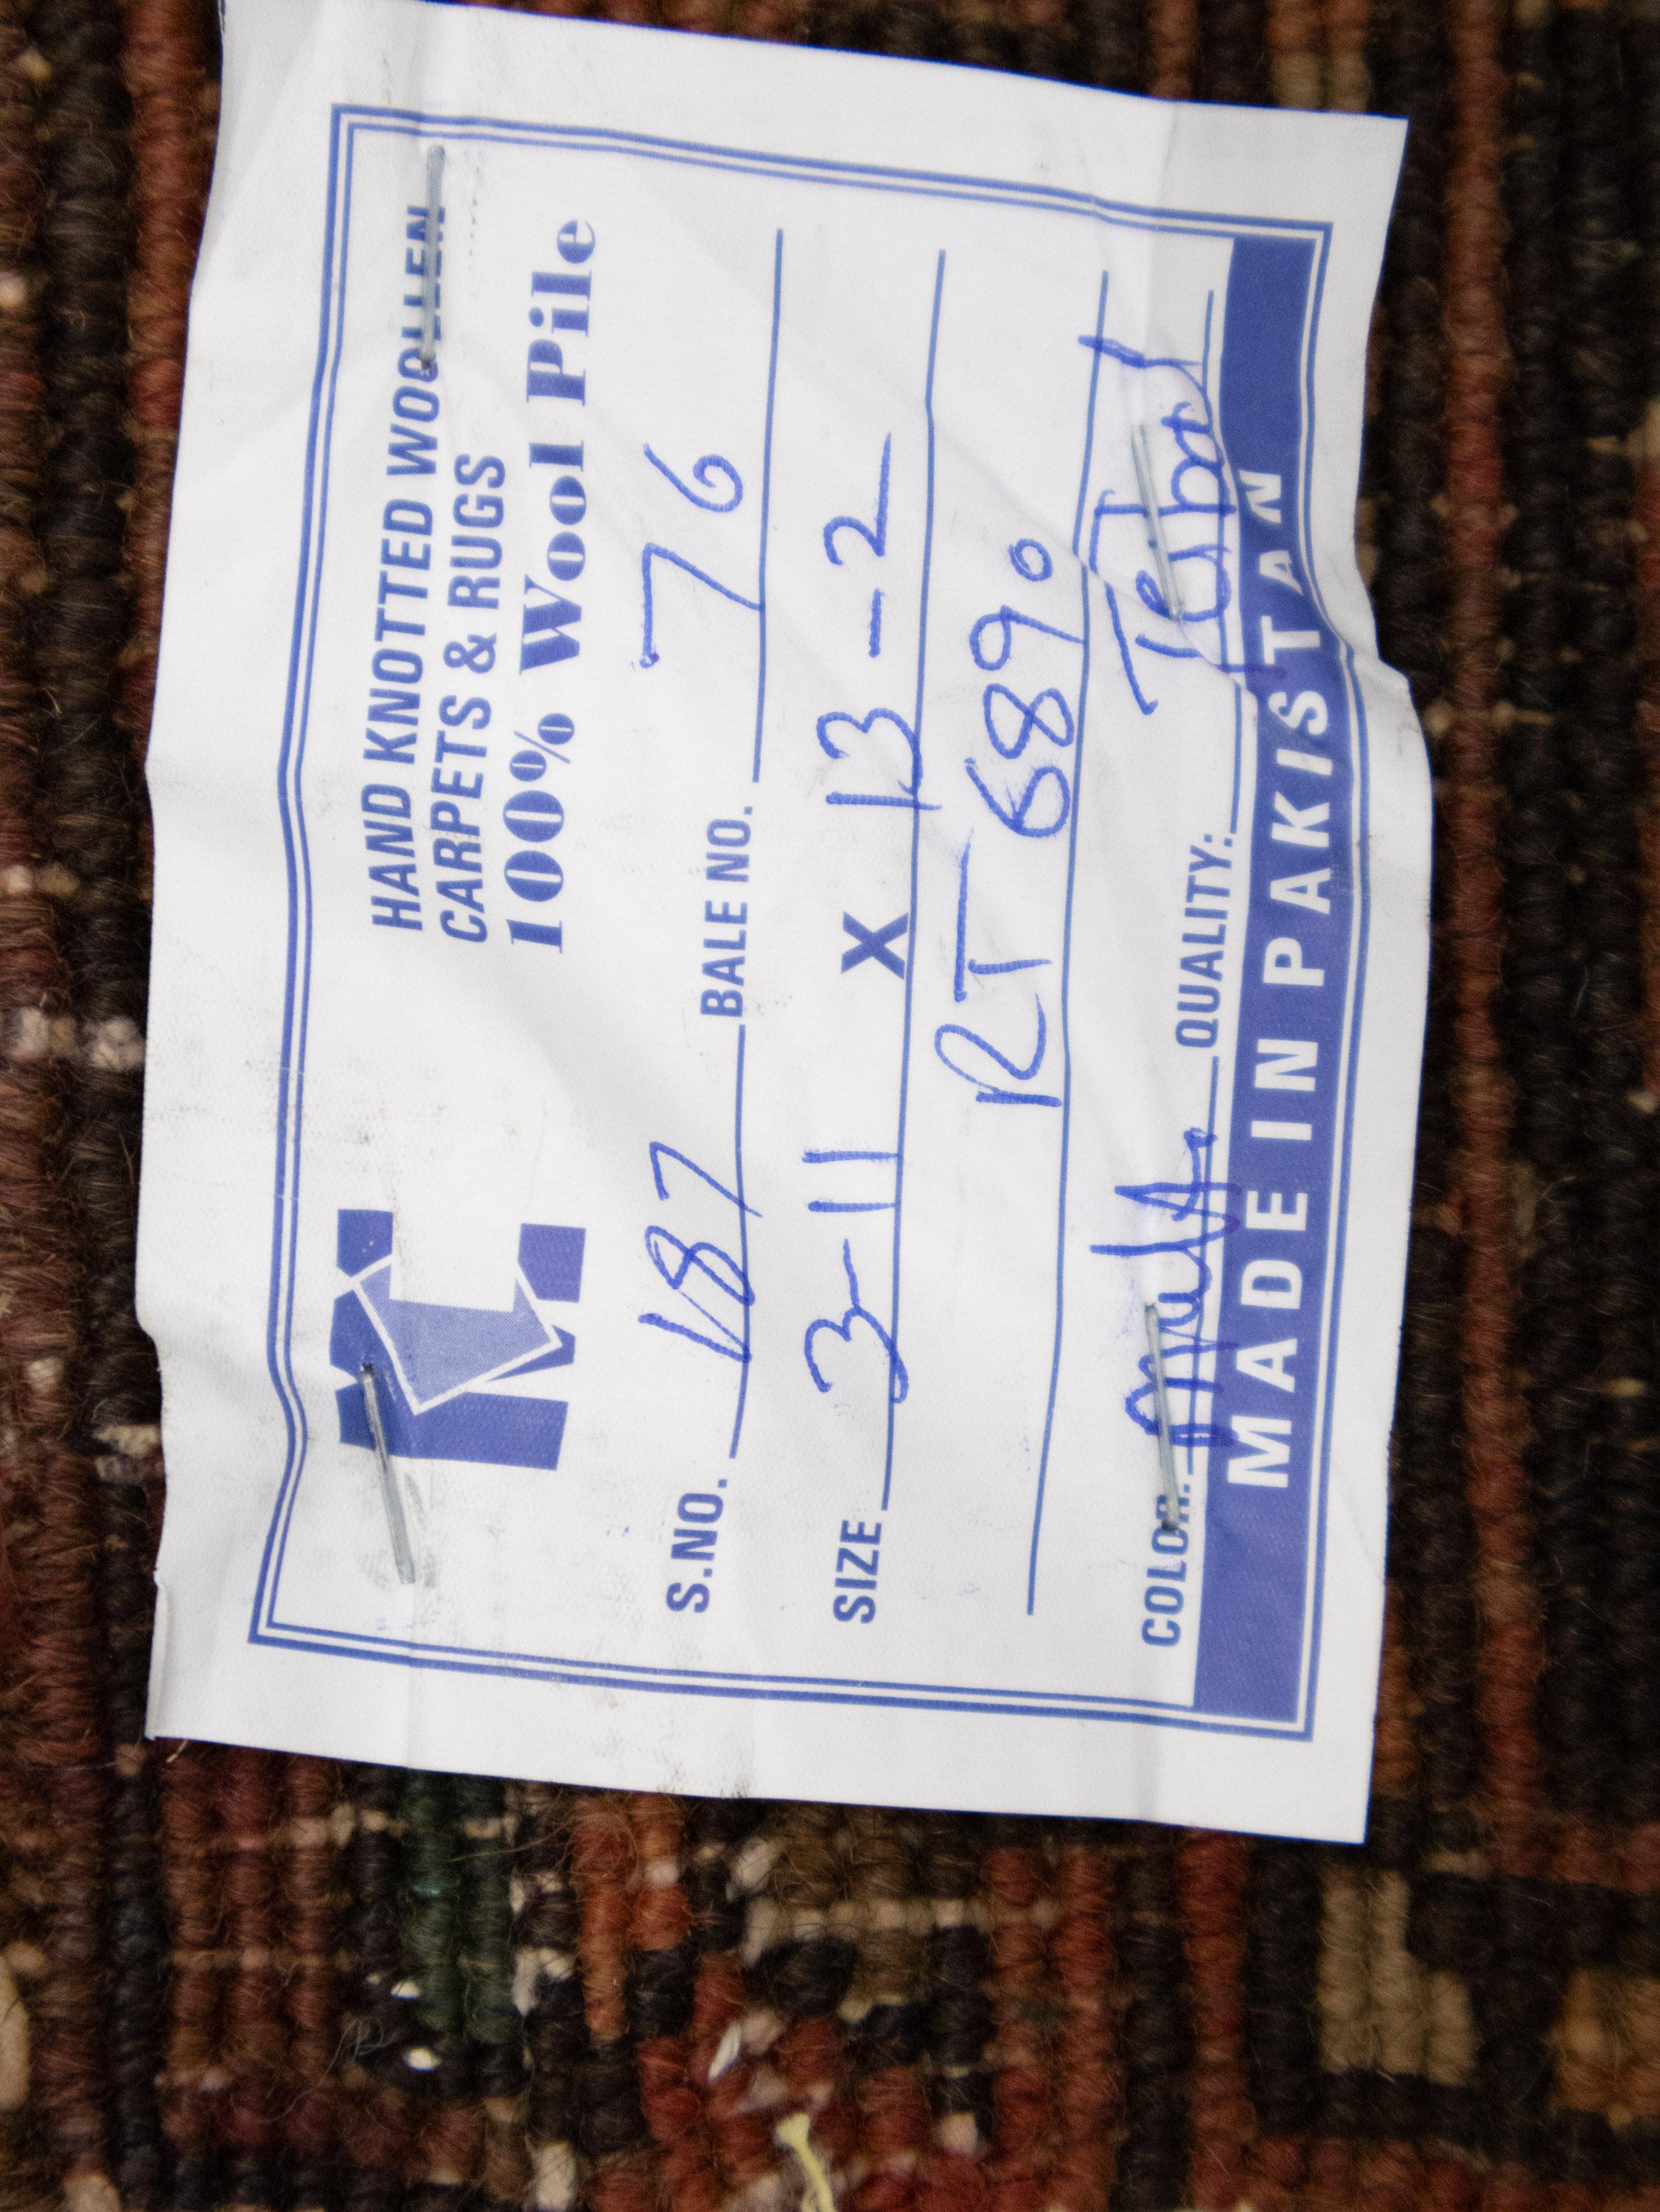 HAND KNOTTED WOOLLEN
CARPETS & RUGS
100% Wool Pile
S.NO. 187 BALE NO. 76
SIZE 3-11 X 13-2
RT 6890
COLOR: multi QUALITY:
MADE IN PAKISTAN